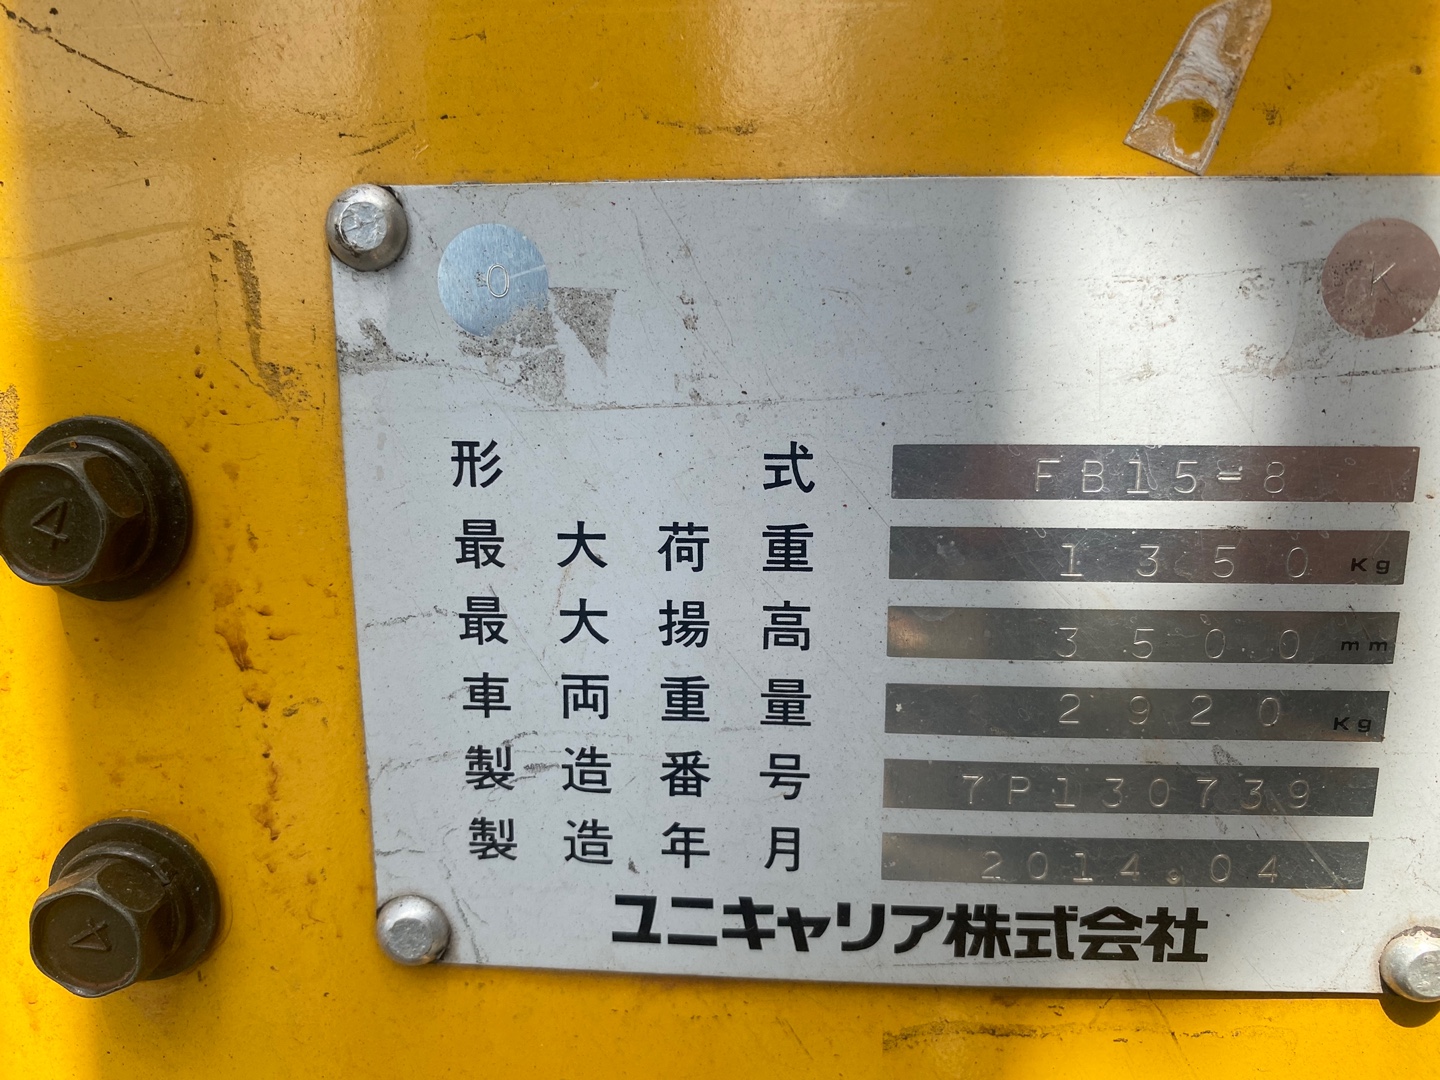 O K
形式 FB15-8
最大荷重 1350 Kg
最大揚高 3500 mm
車両重量 2920 Kg
製造番号 7P130739
製造年月 2014.04
ユニキャリア株式会社
4
4